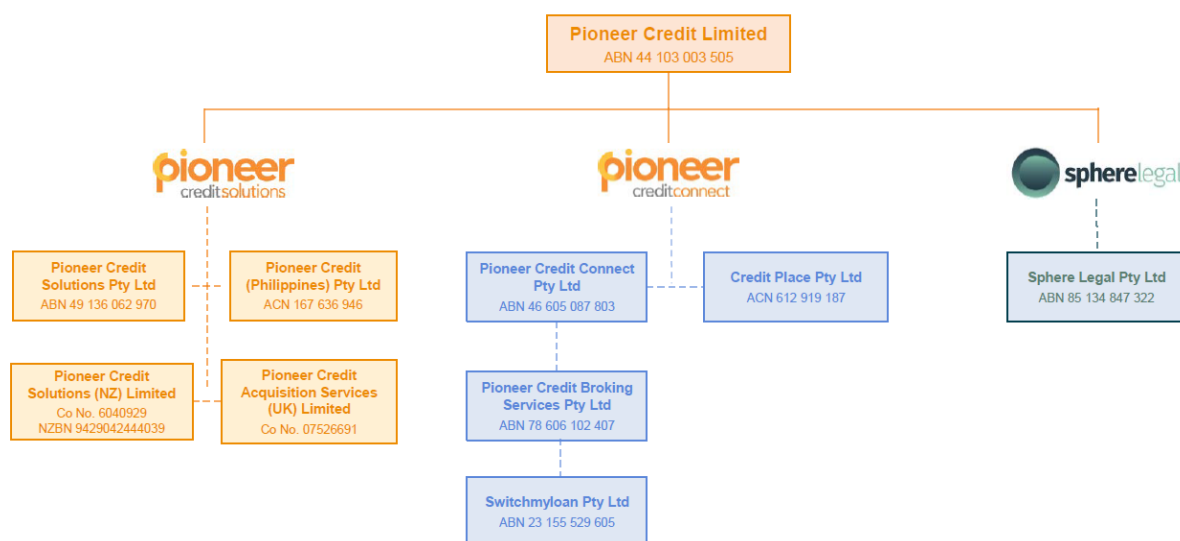 Pioneer Credit Limited
ABN 44 103 003 505
pioneer
creditsolutions
pioneer
creditconnect
spherelegal
Pioneer Credit
Solutions Pty Ltd
ABN 49 136 062 970
Pioneer Credit
(Philippines) Pty Ltd
ACN 167 636 946
Pioneer Credit Connect
Pty Ltd
ABN 46 605 087 803
Credit Place Pty Ltd
ACN 612 919 187
Sphere Legal Pty Ltd
ABN 85 134 847 322
Pioneer Credit
Solutions (NZ) Limited
Co No. 6040929
NZBN 9429042444039
Pioneer Credit
Acquisition Services
(UK) Limited
Co No. 07526691
Pioneer Credit Broking
Services Pty Ltd
ABN 78 606 102 407
Switchmyloan Pty Ltd
ABN 23 155 529 605